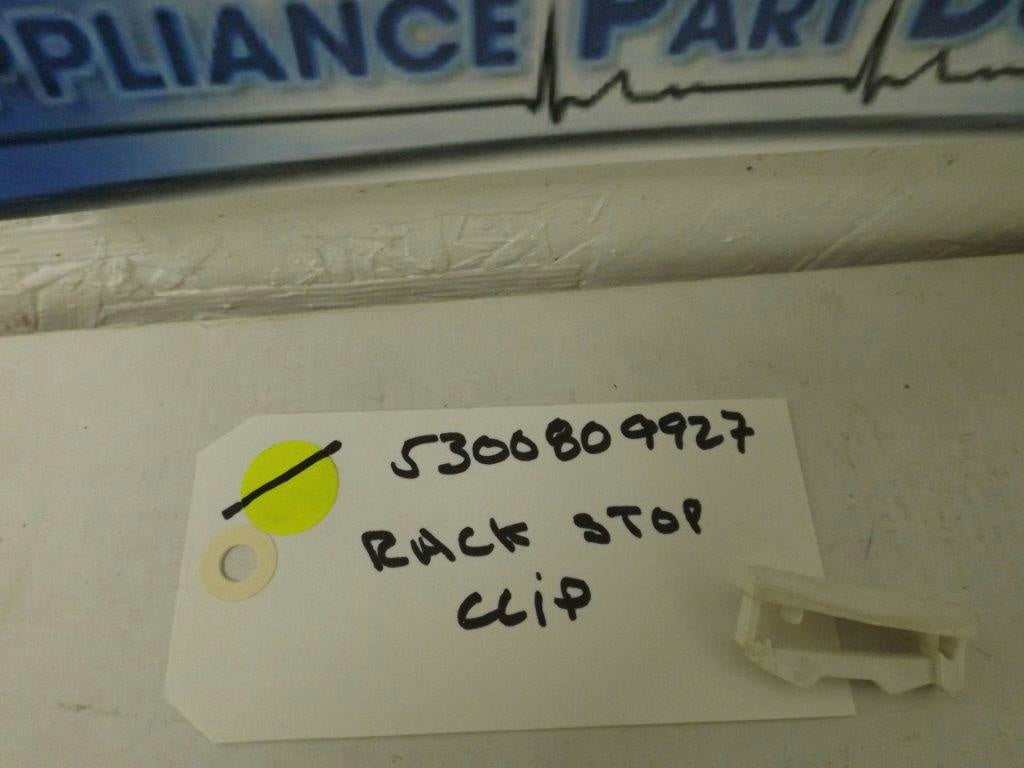 PPLIANCE PART
5300809927
RACK STOP
CLiP